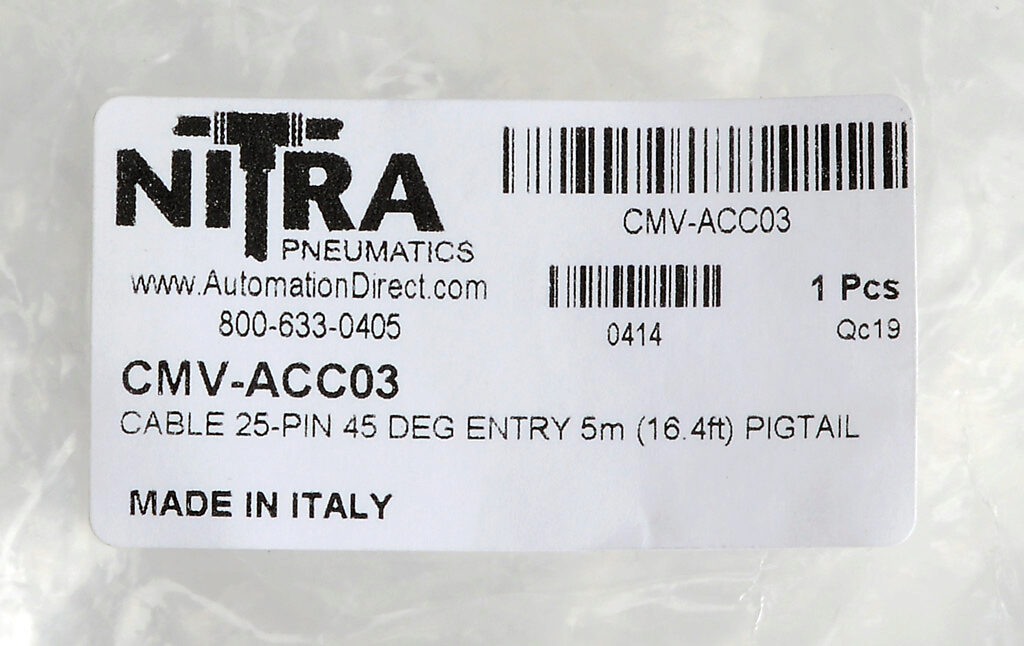 NITRA
PNEUMATICS
www.AutomationDirect.com
800-633-0405
CMV-ACC03
0414
1 Pcs
Qc19
CMV-ACC03
CABLE 25-PIN 45 DEG ENTRY 5m (16.4ft) PIGTAIL
MADE IN ITALY